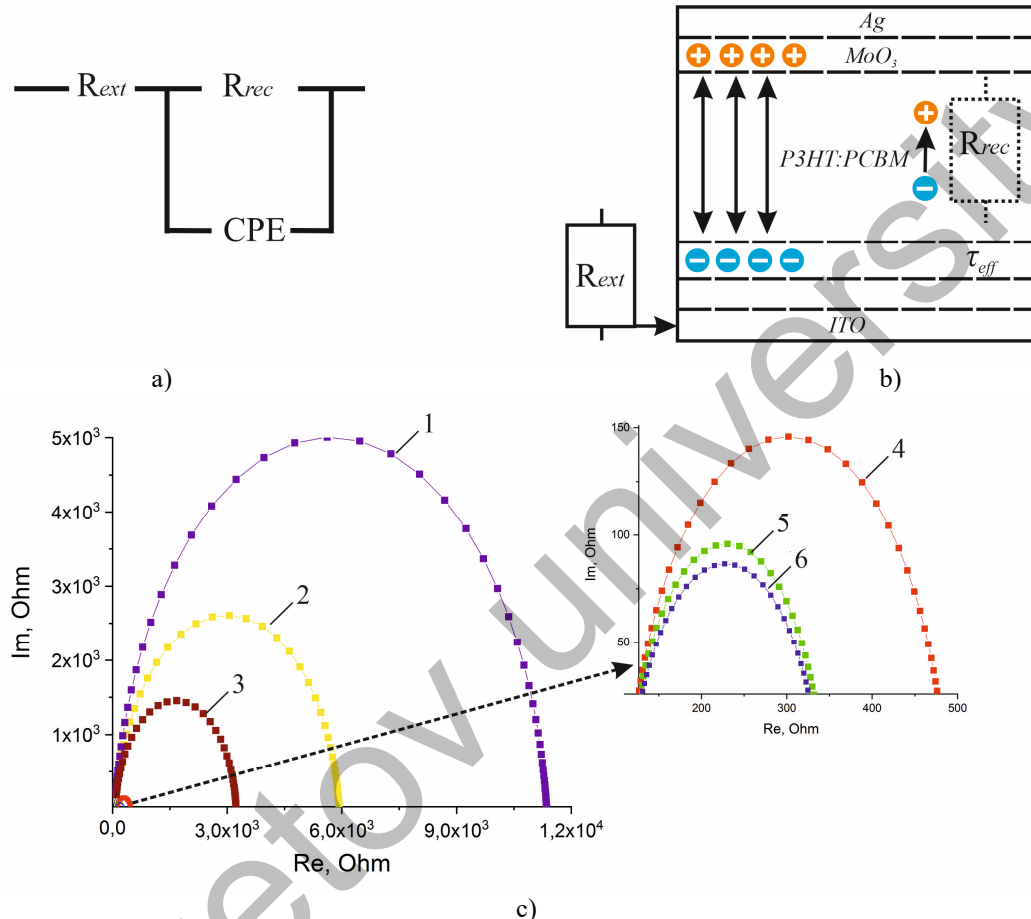 Rext
Rrec
CPE
a)
Ag
MoO₃
P3HT:PCBM
Rrec
τeff
Rext
ITO
b)
Im, Ohm
5x10³
4x10³
3x10³
2x10³
1x10³
0,0
3,0x10³
6,0x10³
9,0x10³
1,2x10⁴
Re, Ohm
1
2
3
Im, Ohm
150
100
50
200
300
400
500
Re, Ohm
4
5
6
c)
etov university